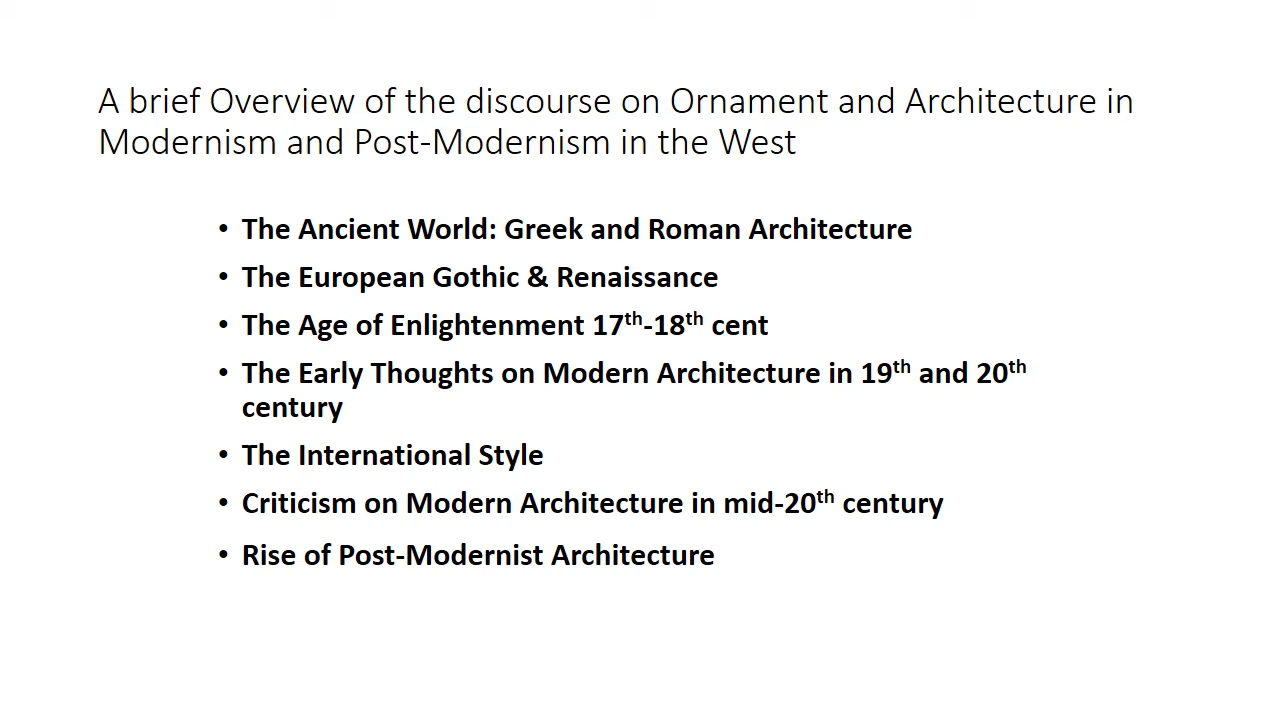 A brief Overview of the discourse on Ornament and Architecture in
Modernism and Post-Modernism in the West
• The Ancient World: Greek and Roman Architecture
• The European Gothic & Renaissance
• The Age of Enlightenment 17th-18th cent
• The Early Thoughts on Modern Architecture in 19th and 20th
century
• The International Style
• Criticism on Modern Architecture in mid-20th century
• Rise of Post-Modernist Architecture